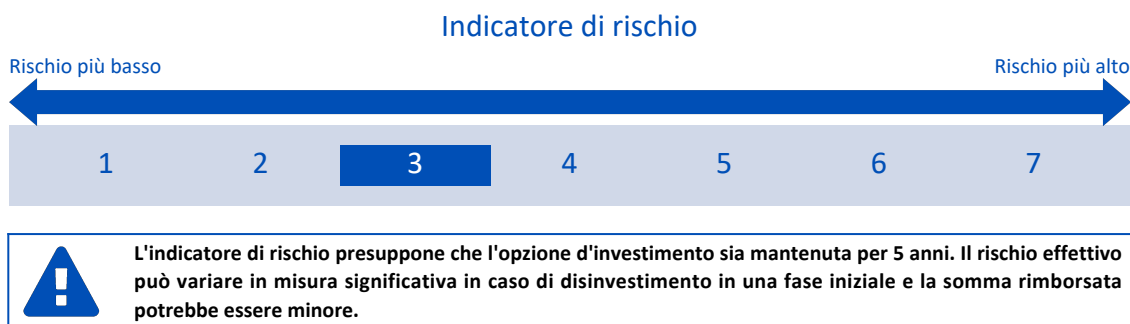 Indicatore di rischio
Rischio più basso Rischio più alto
1 2 3 4 5 6 7
L'indicatore di rischio presuppone che l'opzione d'investimento sia mantenuta per 5 anni. Il rischio effettivo
può variare in misura significativa in caso di disinvestimento in una fase iniziale e la somma rimborsata
potrebbe essere minore.